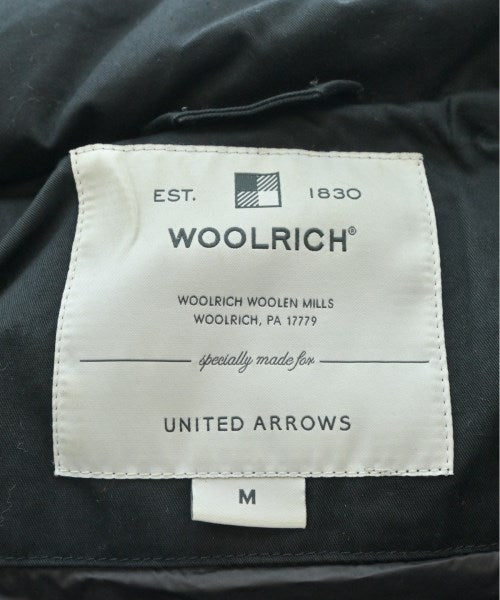 EST. 1830
WOOLRICH®
WOOLRICH WOOLEN MILLS
WOOLRICH, PA 17779
specially made for
UNITED ARROWS
M